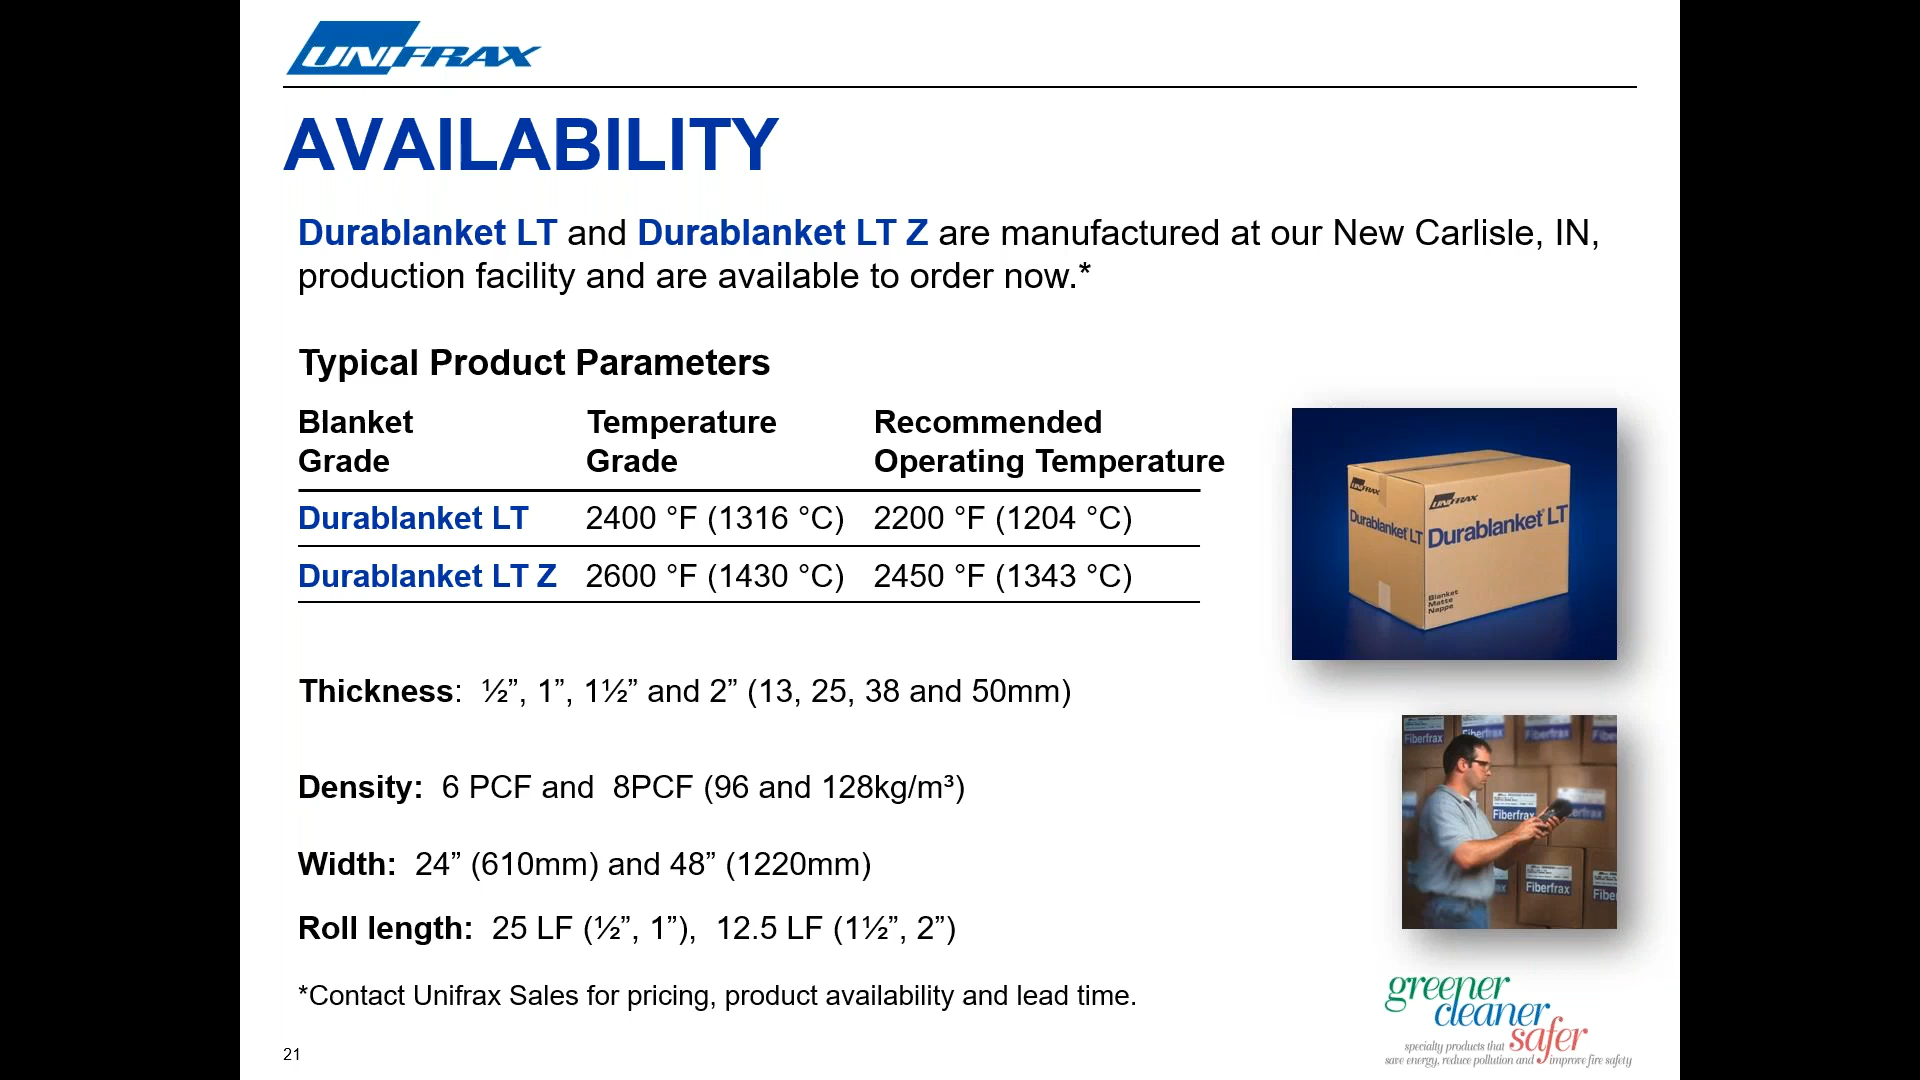 UNIFRAX
AVAILABILITY
Durablanket LT and Durablanket LT Z are manufactured at our New Carlisle, IN,
production facility and are available to order now.*
Typical Product Parameters
Blanket Grade Temperature Grade Recommended Operating Temperature
Durablanket LT 2400 °F (1316 °C) 2200 °F (1204 °C)
Durablanket LT Z 2600 °F (1430 °C) 2450 °F (1343 °C)
UNIFRAX
UNIFRAX
Durablanket LT
Durablanket LT
Blanket
Matte
Nappe
Thickness: ½”, 1”, 1½” and 2” (13, 25, 38 and 50mm)
Density: 6 PCF and 8PCF (96 and 128kg/m³)
Width: 24” (610mm) and 48” (1220mm)
Roll length: 25 LF (½”, 1”), 12.5 LF (1½”, 2”)
Fiberfrax
Fiberfrax
Fiberfrax
Fiberfrax
Fiberfrax
Fiberfrax
*Contact Unifrax Sales for pricing, product availability and lead time.
greener
cleaner
safer
specialty products that
save energy, reduce pollution and improve fire safety
21